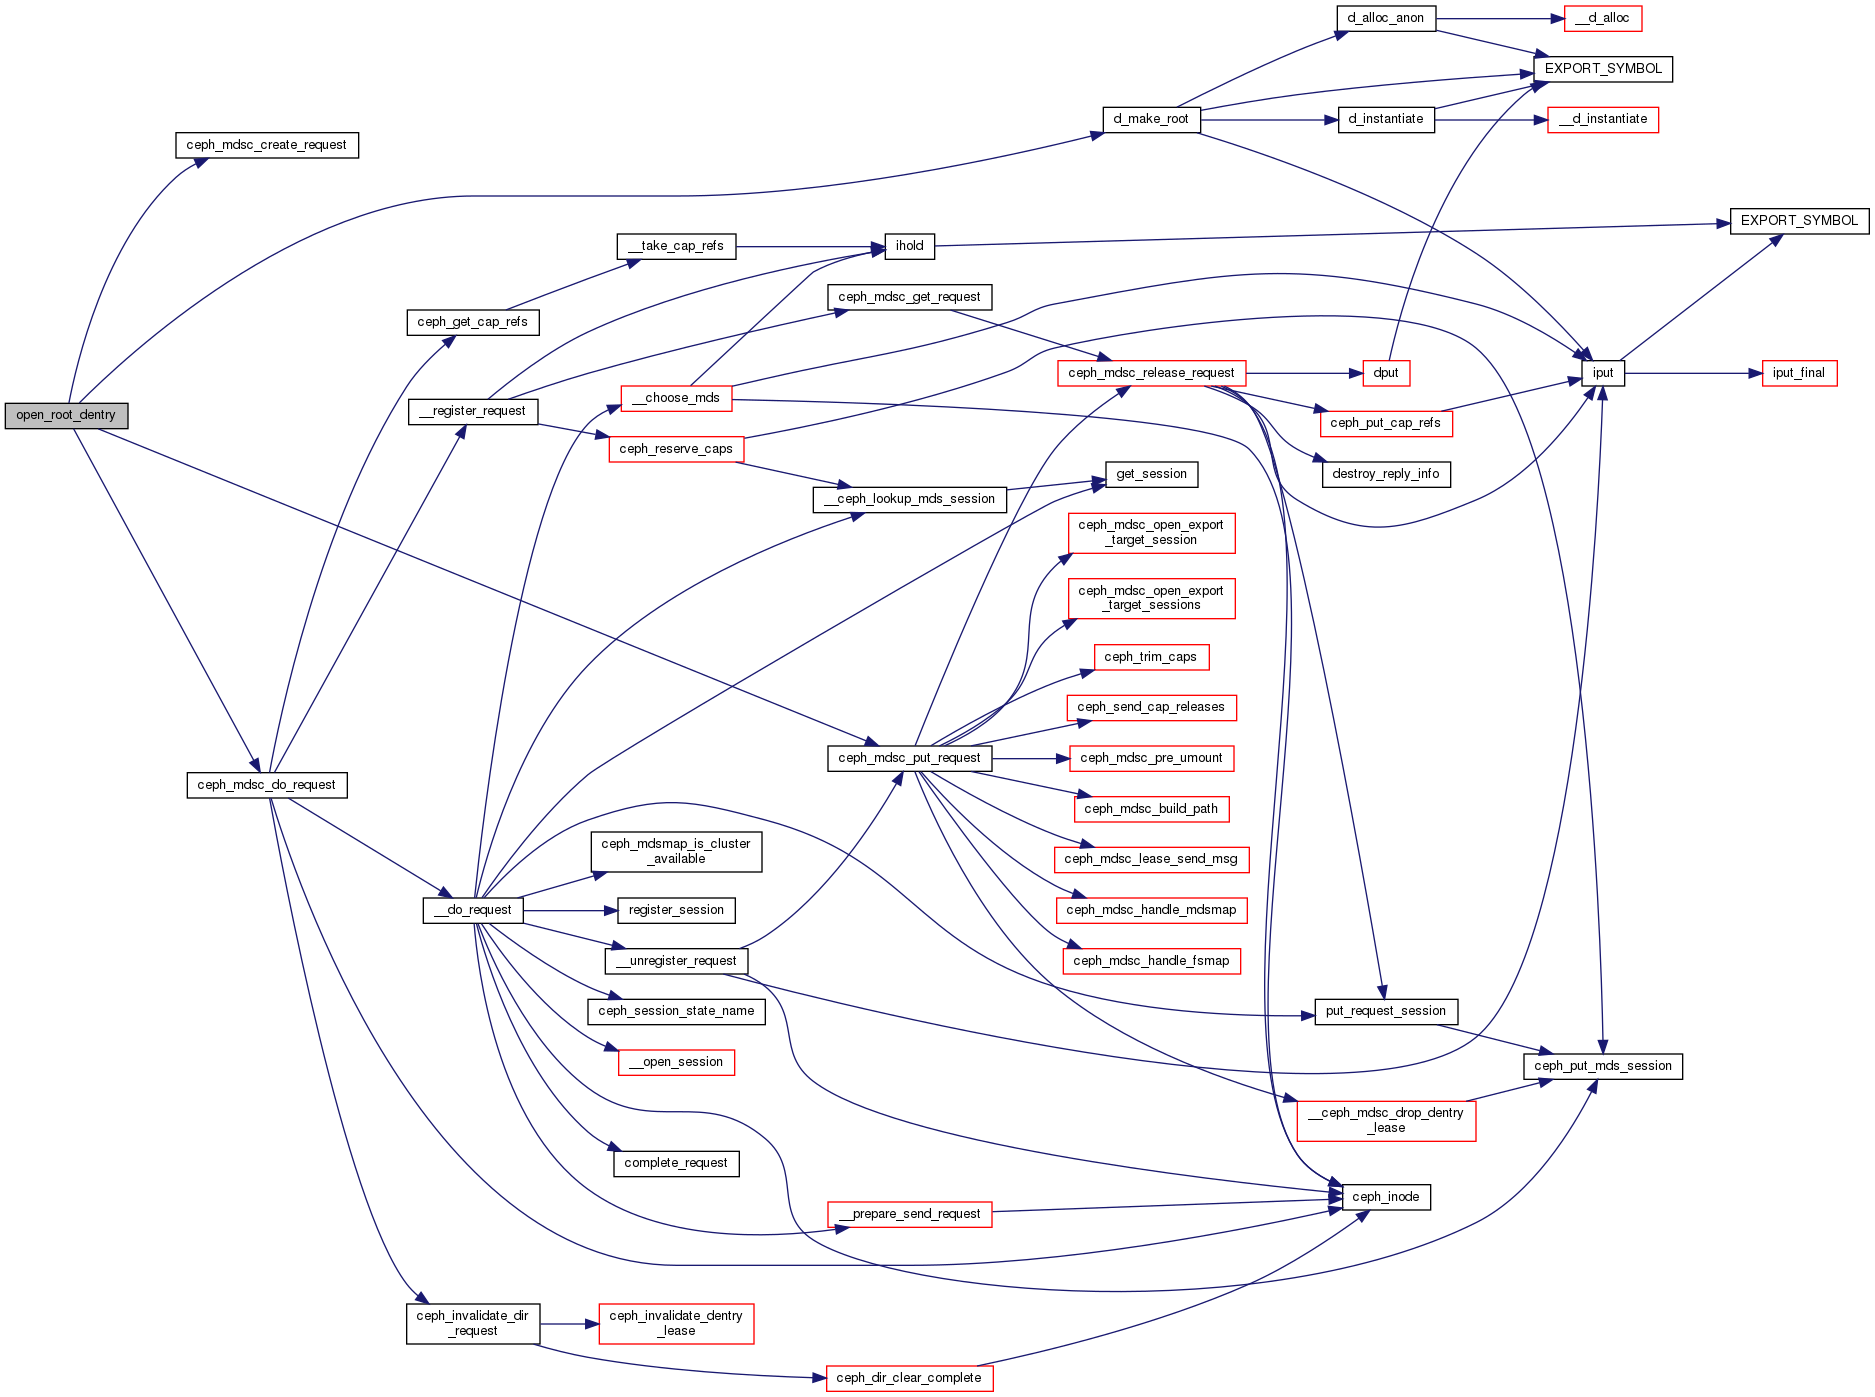 d_alloc_anon
__d_alloc
EXPORT_SYMBOL
d_make_root
d_instantiate
__d_instantiate
ceph_mdsc_create_request
EXPORT_SYMBOL
__take_cap_refs
ihold
ceph_mdsc_get_request
ceph_get_cap_refs
ceph_mdsc_release_request
dput
iput
iput_final
__choose_mds
open_root_dentry
__register_request
ceph_put_cap_refs
ceph_reserve_caps
get_session
destroy_reply_info
__ceph_lookup_mds_session
ceph_mdsc_open_export
_target_session
ceph_mdsc_open_export
_target_sessions
ceph_trim_caps
ceph_send_cap_releases
ceph_mdsc_put_request
ceph_mdsc_pre_umount
ceph_mdsc_do_request
ceph_mdsc_build_path
ceph_mdsmap_is_cluster
_available
ceph_mdsc_lease_send_msg
__do_request
register_session
ceph_mdsc_handle_mdsmap
__unregister_request
ceph_mdsc_handle_fsmap
ceph_session_state_name
put_request_session
__open_session
ceph_put_mds_session
__ceph_mdsc_drop_dentry
_lease
complete_request
ceph_inode
__prepare_send_request
ceph_invalidate_dir
_request
ceph_invalidate_dentry
_lease
ceph_dir_clear_complete